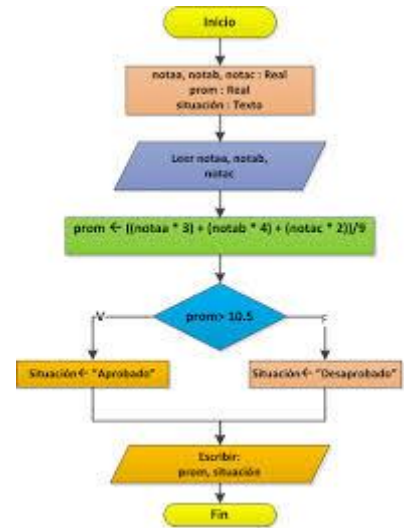 Inicio
notaa, notab, notac : Real
prom : Real
situación : Texto
Leer notaa, notab,
notac
prom ← ((notaa * 3) + (notab * 4) + (notac * 2))/9
prom> 10.5
V
F
Situación← "Aprobado"
Situación← "Desaprobado"
Escribir:
prom, situación
Fin